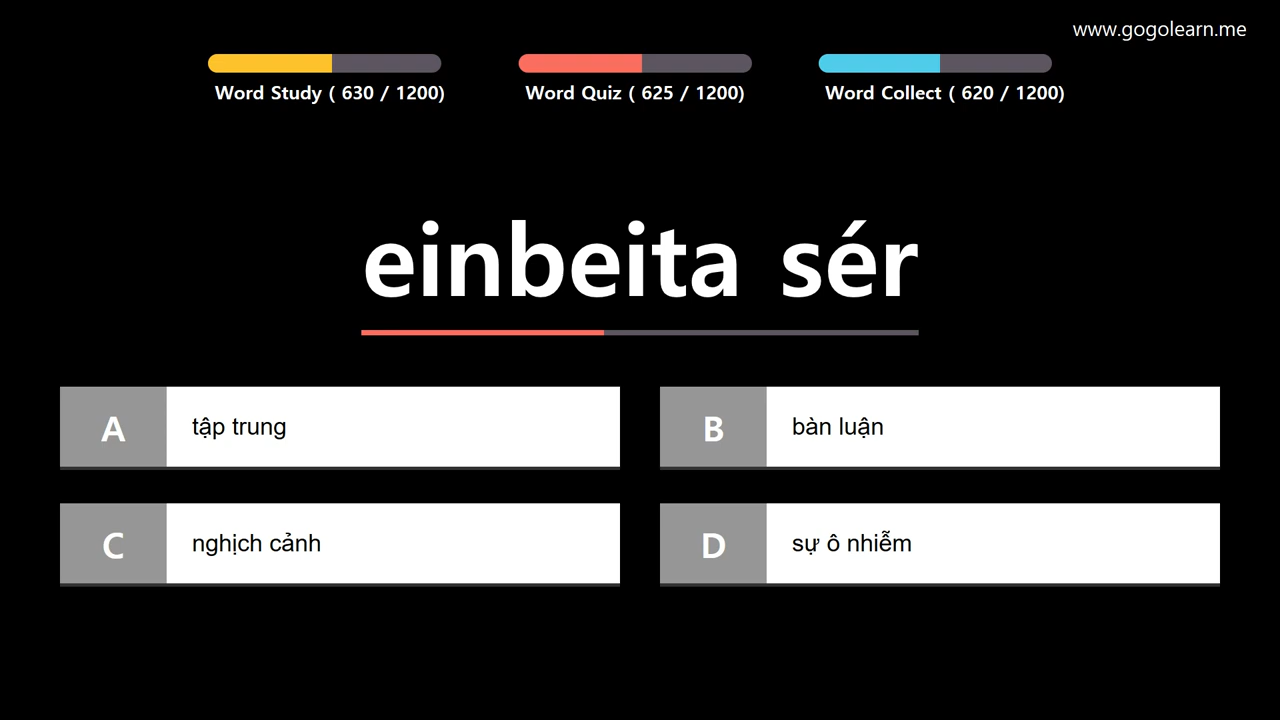 www.gogolearn.me
Word Study ( 630 / 1200)
Word Quiz ( 625 / 1200)
Word Collect ( 620 / 1200)
einbeita sér
A tập trung
B bàn luận
C nghịch cảnh
D sự ô nhiễm